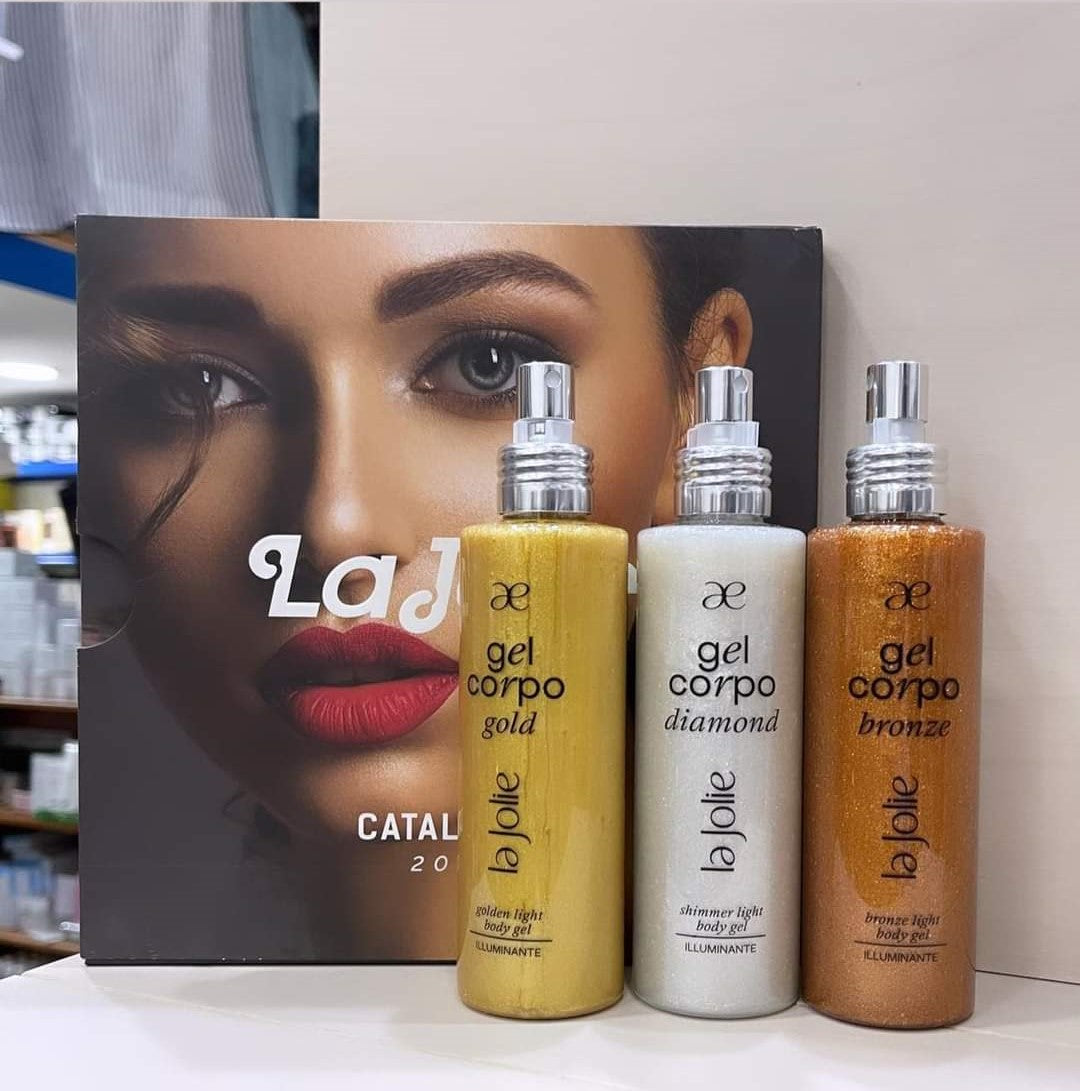 La
CATAL
20
æ
gel
corpo
gold
la Jolie
golden light
body gel
ILLUMINANTE
æ
gel
corpo
diamond
la Jolie
shimmer light
body gel
ILLUMINANTE
æ
gel
corpo
bronze
la Jolie
bronze light
body gel
ILLUMINANTE